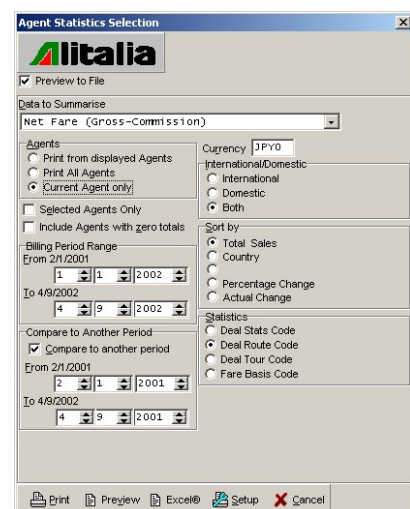 Agent Statistics Selection
Alitalia
Preview to File
Data to Summarise
Net Fare (Gross-Commission)
Agents
Print from displayed Agents
Print All Agents
Current Agent only
Currency JPY0
International/Domestic
International
Domestic
Both
Selected Agents Only
Include Agents with zero totals
Billing Period Range
From 2/1/2001
1 1 2002
To 4/9/2002
4 9 2002
Sort by
Total Sales
Country
Percentage Change
Actual Change
Compare to Another Period
Compare to another period
From 2/1/2001
2 1 2001
To 4/9/2002
4 9 2001
Statistics
Deal Stats Code
Deal Route Code
Deal Tour Code
Fare Basis Code
Print Preview Excel® Setup Cancel